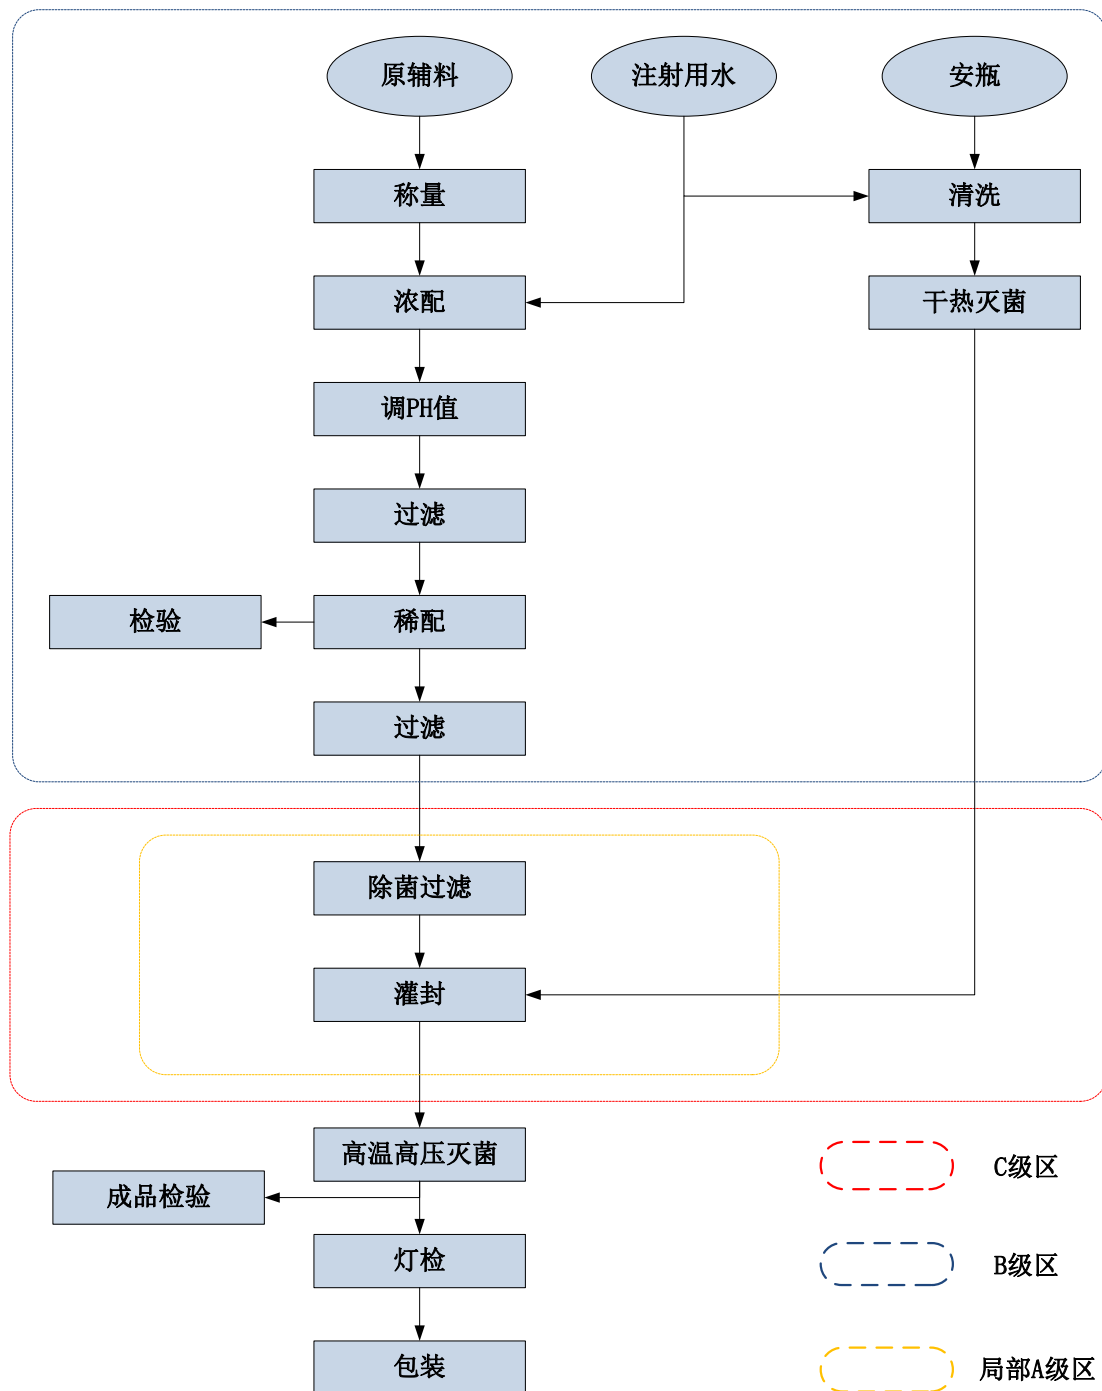 原辅料
注射用水
安瓶
称量
清洗
浓配
干热灭菌
调PH值
过滤
检验
稀配
过滤
除菌过滤
灌封
高温高压灭菌
C级区
成品检验
灯检
B级区
包装
局部A级区